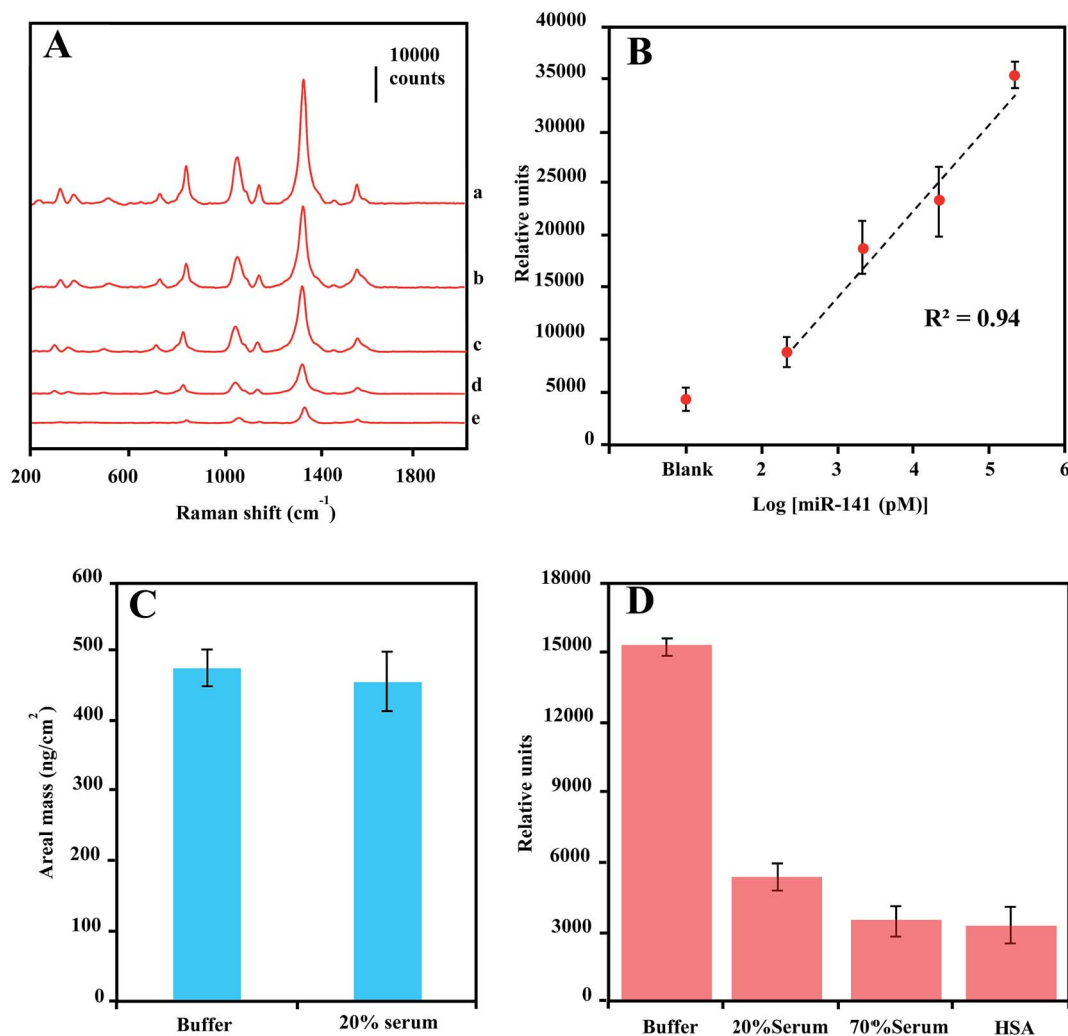 A
10000
counts
a
b
c
d
e
200 600 1000 1400 1800
Raman shift (cm⁻¹)
B
40000
35000
30000
25000
20000
15000
10000
5000
0
Relative units
R² = 0.94
Blank 2 3 4 5 6
Log [miR-141 (pM)]
C
600
500
400
300
200
100
0
Areal mass (ng/cm²)
Buffer 20% serum
D
18000
15000
12000
9000
6000
3000
0
Relative units
Buffer 20%Serum 70%Serum HSA